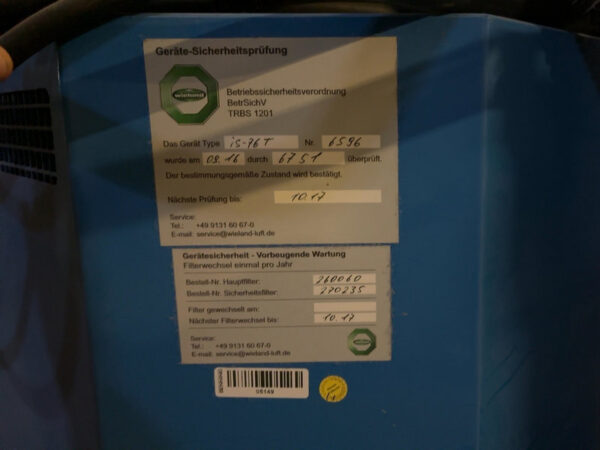 Geräte-Sicherheitsprüfung
wieland
Betriebssicherheitsverordnung
BetrSichV
TRBS 1201
Das Gerät Type iS-76T Nr. 6596
wurde am 09.16 durch 6751 überprüft.
Der bestimmungsgemäße Zustand wird bestätigt.
Nächste Prüfung bis: 10.17
Service:
Tel.: +49 9131 60 67-0
E-mail: service@wieland-luft.de
Gerätesicherheit - Vorbeugende Wartung
Filterwechsel einmal pro Jahr
Bestell-Nr. Hauptfilter: 260060
Bestell-Nr. Sicherheitsfilter: 270235
Filter gewechselt am:
Nächster Filterwechsel bis: 10.17
Service:
Tel.: +49 9131 60 67-0
E-mail: service@wieland-luft.de
06149